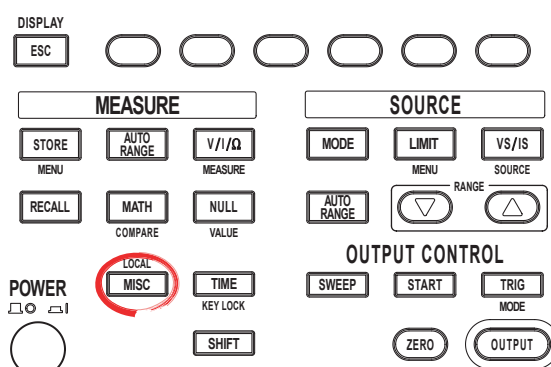 DISPLAY
ESC
MEASURE
SOURCE
STORE
AUTO RANGE
V/I/Ω
MODE
LIMIT
VS/IS
MENU
MEASURE
MENU
SOURCE
RANGE
RECALL
MATH
NULL
AUTO RANGE
COMPARE
VALUE
OUTPUT CONTROL
LOCAL
POWER
MISC
TIME
SWEEP
START
TRIG
KEY LOCK
MODE
SHIFT
ZERO
OUTPUT